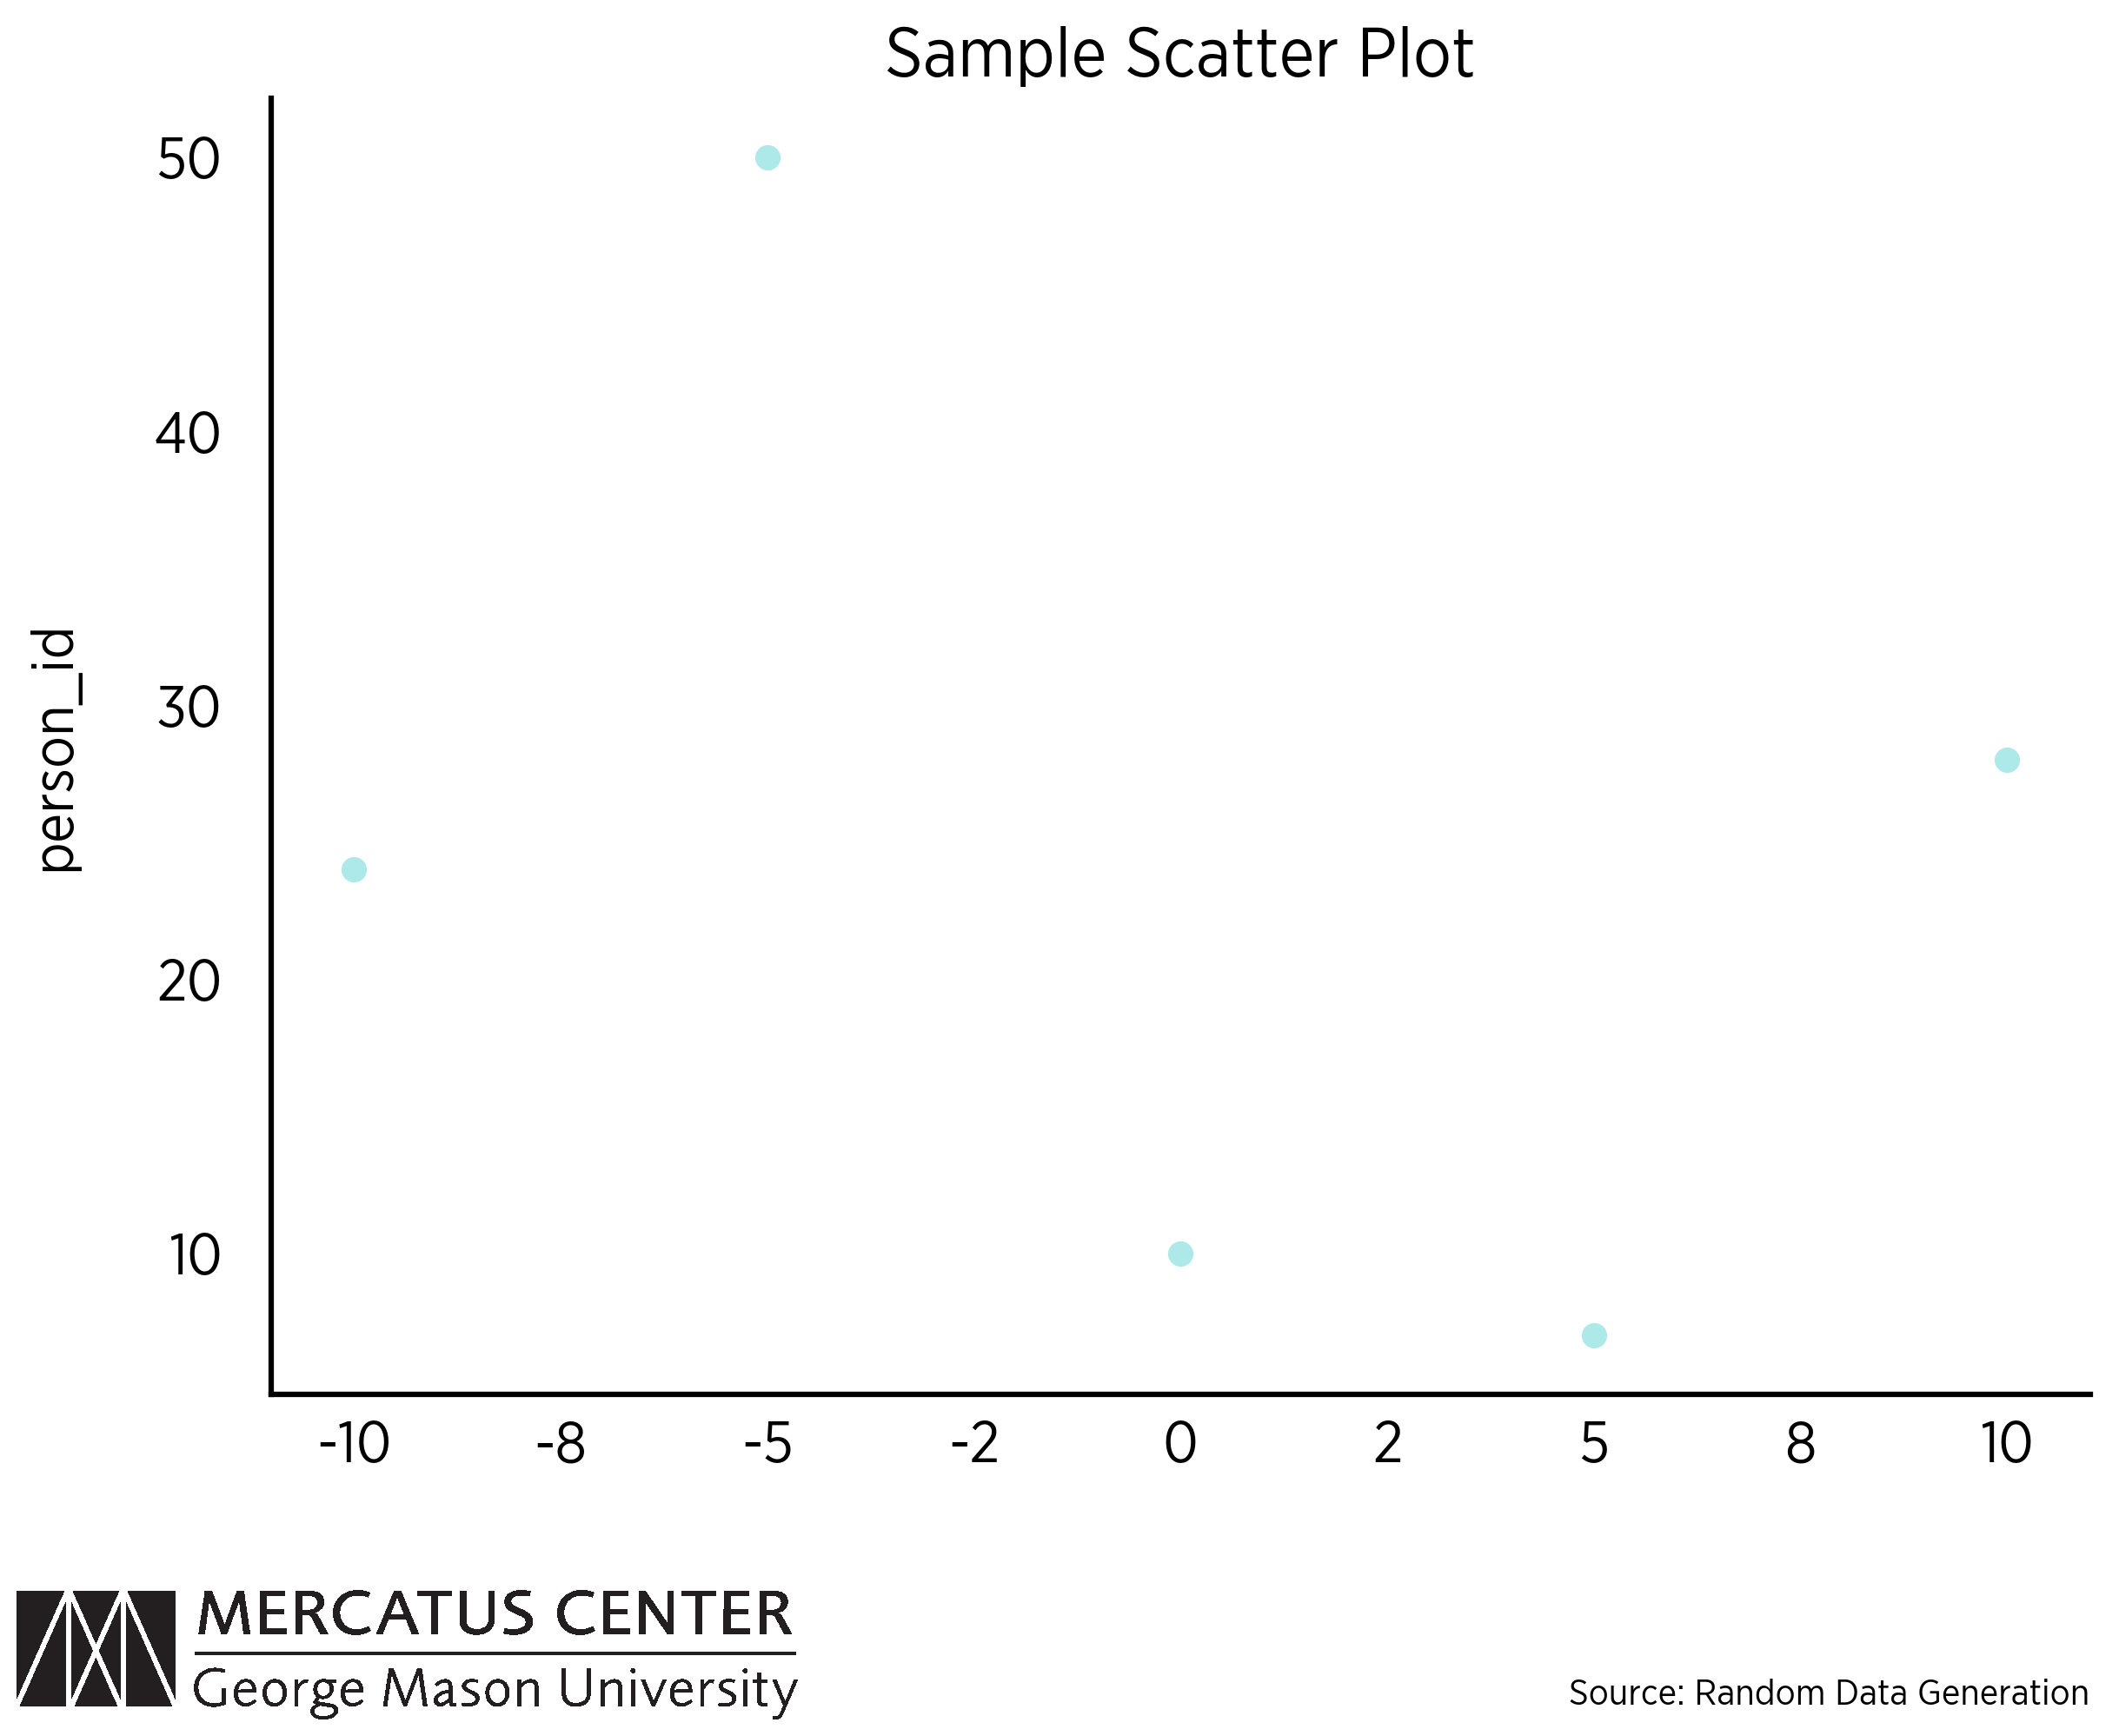 Sample Scatter Plot
50
40
30
20
10
person_id
-10 -8 -5 -2 0 2 5 8 10
MERCATUS CENTER
George Mason University
Source: Random Data Generation